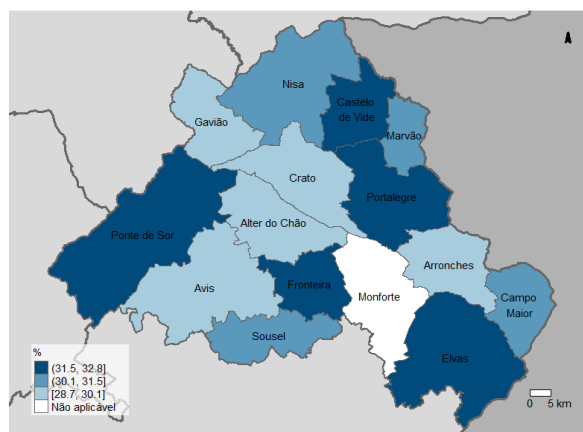 Nisa
Castelo
de Vide
Gavião
Marvão
Crato
Portalegre
Alter do Chão
Ponte de Sor
Arronches
Avis
Fronteira
Monforte
Campo
Maior
Sousel
Elvas
%
(31.5, 32.8]
(30.1, 31.5]
[28.7, 30.1]
Não aplicável
0 5 km